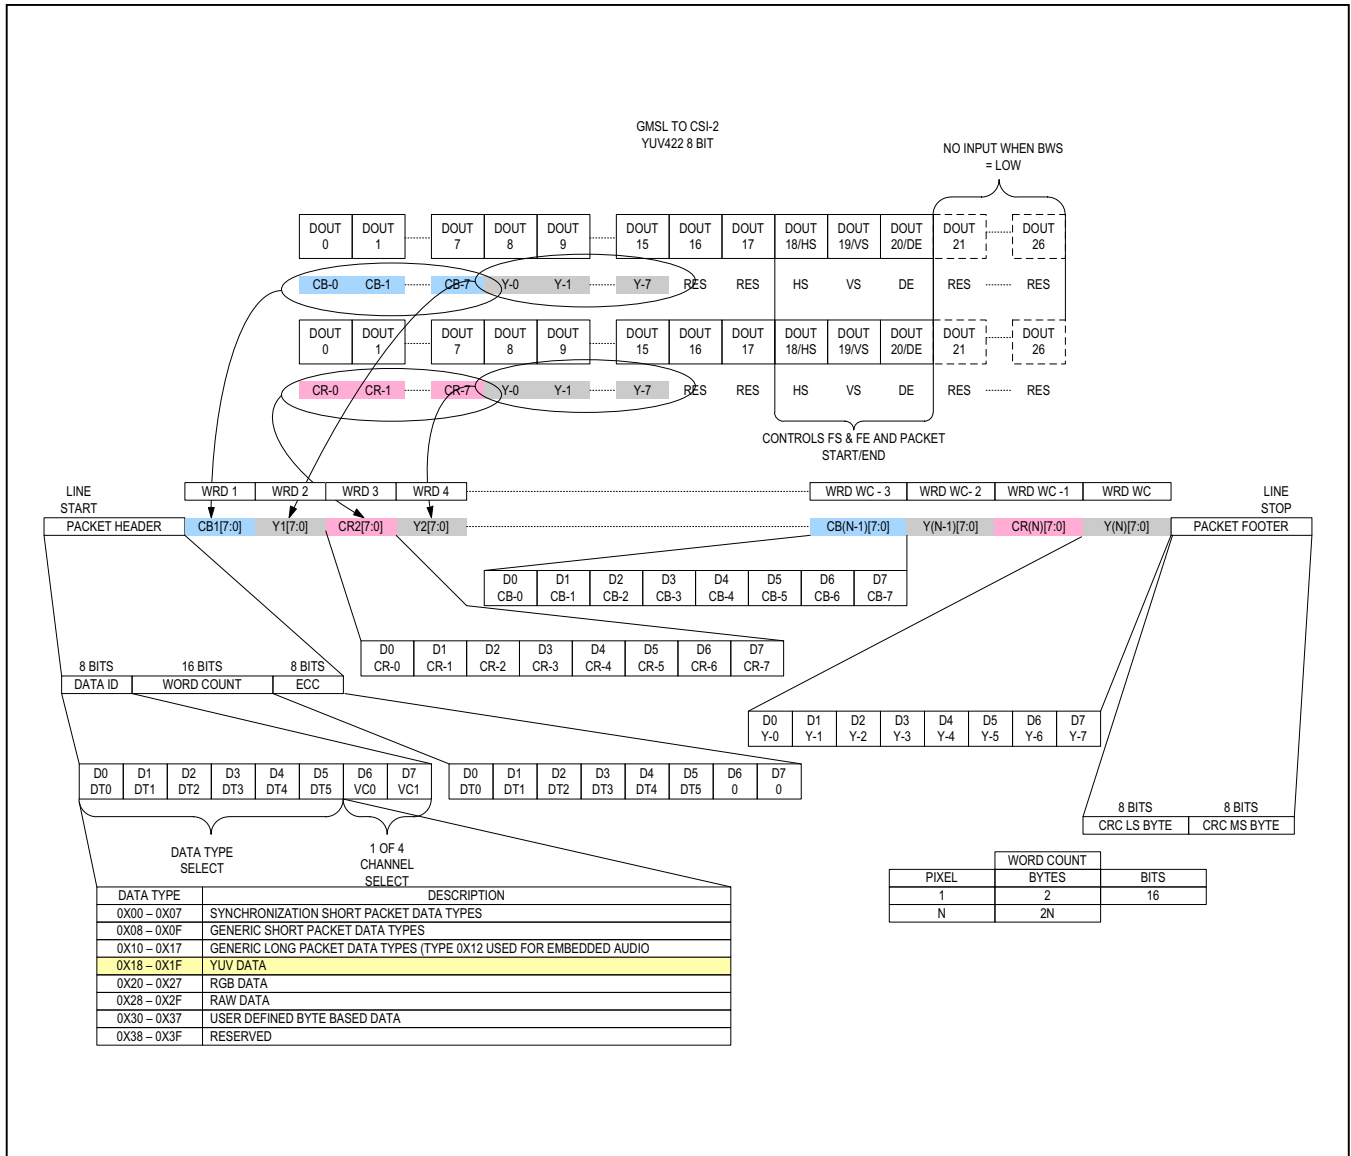 GMSL TO CSI-2
YUV422 8 BIT
NO INPUT WHEN BWS
= LOW
DOUT 0 DOUT 1 DOUT 7 DOUT 8 DOUT 9 DOUT 15 DOUT 16 DOUT 17 DOUT 18/HS DOUT 19/VS DOUT 20/DE DOUT 21 DOUT 26
CB-0 CB-1 CB-7 Y-0 Y-1 Y-7 RES RES HS VS DE RES RES
DOUT 0 DOUT 1 DOUT 7 DOUT 8 DOUT 9 DOUT 15 DOUT 16 DOUT 17 DOUT 18/HS DOUT 19/VS DOUT 20/DE DOUT 21 DOUT 26
CR-0 CR-1 CR-7 Y-0 Y-1 Y-7 RES RES HS VS DE RES RES
CONTROLS FS & FE AND PACKET
START/END
LINE
START
WRD 1 WRD 2 WRD 3 WRD 4 WRD WC - 3 WRD WC- 2 WRD WC -1 WRD WC
LINE
STOP
PACKET HEADER CB1[7:0] Y1[7:0] CR2[7:0] Y2[7:0] CB(N-1)[7:0] Y(N-1)[7:0] CR(N)[7:0] Y(N)[7:0] PACKET FOOTER
D0 D1 D2 D3 D4 D5 D6 D7
CB-0 CB-1 CB-2 CB-3 CB-4 CB-5 CB-6 CB-7
D0 D1 D2 D3 D4 D5 D6 D7
CR-0 CR-1 CR-2 CR-3 CR-4 CR-5 CR-6 CR-7
8 BITS 16 BITS 8 BITS
DATA ID WORD COUNT ECC
D0 D1 D2 D3 D4 D5 D6 D7
Y-0 Y-1 Y-2 Y-3 Y-4 Y-5 Y-6 Y-7
D0 D1 D2 D3 D4 D5 D6 D7
DT0 DT1 DT2 DT3 DT4 DT5 VC0 VC1
D0 D1 D2 D3 D4 D5 D6 D7
DT0 DT1 DT2 DT3 DT4 DT5 0 0
8 BITS 8 BITS
CRC LS BYTE CRC MS BYTE
DATA TYPE
SELECT
1 OF 4
CHANNEL
SELECT
WORD COUNT
PIXEL BYTES BITS
1 2 16
N 2N
DATA TYPE DESCRIPTION
0X00 – 0X07 SYNCHRONIZATION SHORT PACKET DATA TYPES
0X08 – 0X0F GENERIC SHORT PACKET DATA TYPES
0X10 – 0X17 GENERIC LONG PACKET DATA TYPES (TYPE 0X12 USED FOR EMBEDDED AUDIO
0X18 – 0X1F YUV DATA
0X20 – 0X27 RGB DATA
0X28 – 0X2F RAW DATA
0X30 – 0X37 USER DEFINED BYTE BASED DATA
0X38 – 0X3F RESERVED